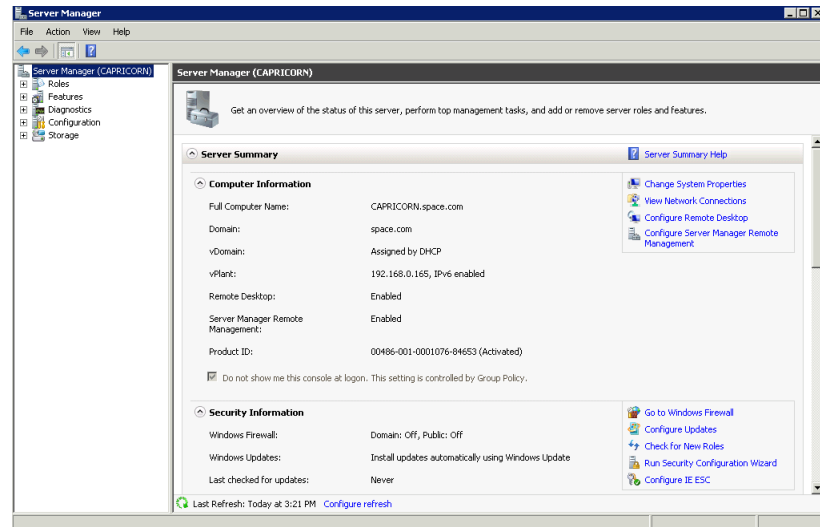 Server Manager
File Action View Help
Server Manager (CAPRICORN)
Roles
Features
Diagnostics
Configuration
Storage
Server Manager (CAPRICORN)
Get an overview of the status of this server, perform top management tasks, and add or remove server roles and features.
Server Summary
Server Summary Help
Computer Information
Full Computer Name: CAPRICORN.space.com
Domain: space.com
vDomain: Assigned by DHCP
vPlant: 192.168.0.165, IPv6 enabled
Remote Desktop: Enabled
Server Manager Remote Enabled
Management:
Product ID: 00486-001-0001076-84653 (Activated)
Do not show me this console at logon. This setting is controlled by Group Policy.
Change System Properties
View Network Connections
Configure Remote Desktop
Configure Server Manager Remote
Management
Security Information
Windows Firewall: Domain: Off, Public: Off
Windows Updates: Install updates automatically using Windows Update
Last checked for updates: Never
Go to Windows Firewall
Configure Updates
Check for New Roles
Run Security Configuration Wizard
Configure IE ESC
Last Refresh: Today at 3:21 PM Configure refresh